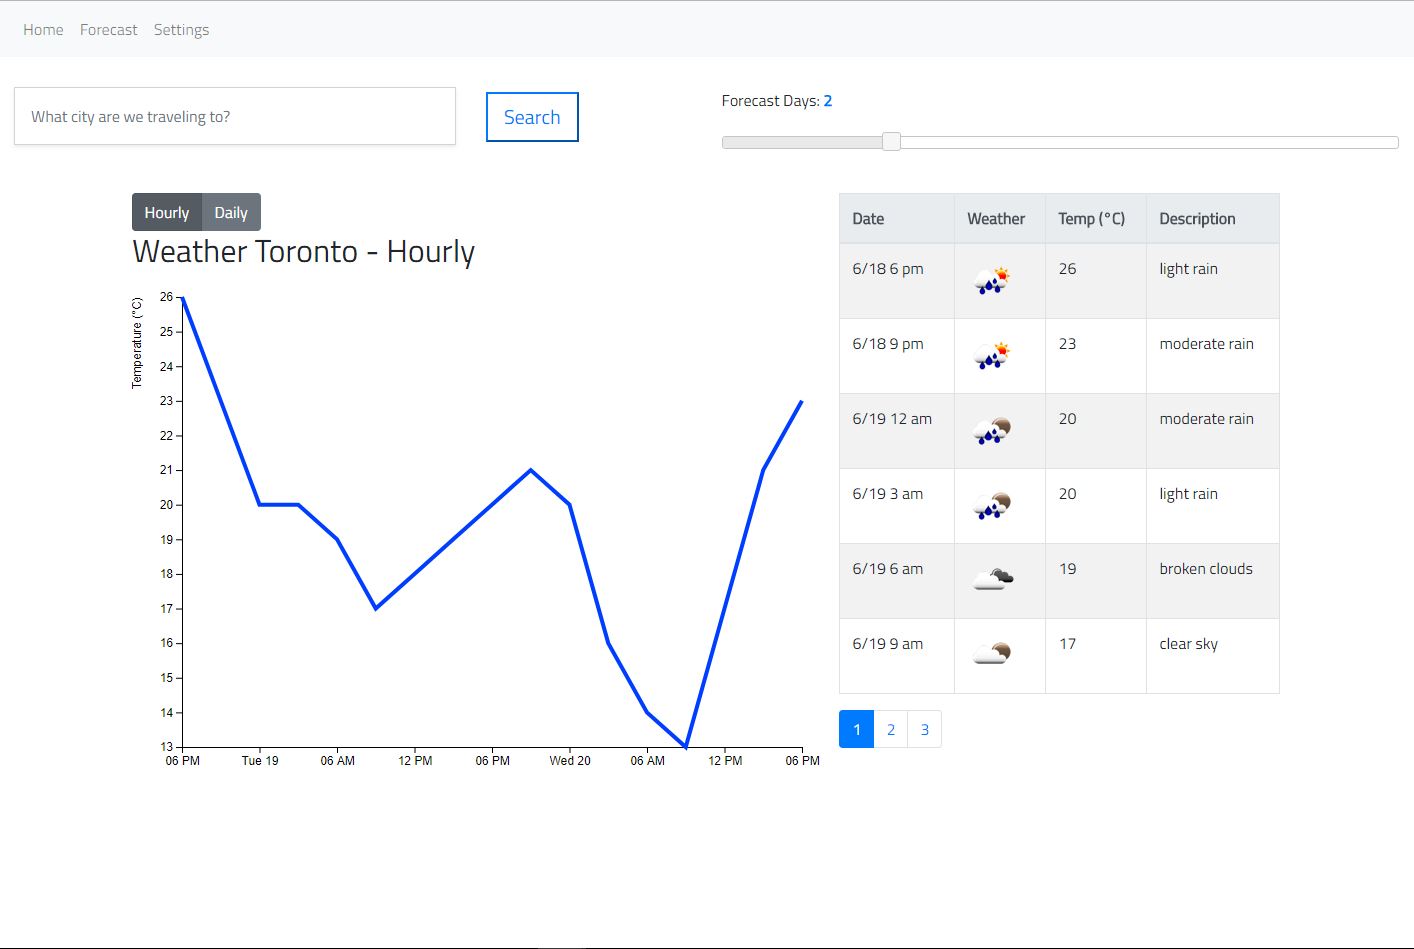 Home Forecast Settings
What city are we traveling to?
Search
Forecast Days: 2
Hourly Daily
Weather Toronto - Hourly
Temperature (°C)
26
25
24
23
22
21
20
19
18
17
16
15
14
13
06 PM Tue 19 06 AM 12 PM 06 PM Wed 20 06 AM 12 PM 06 PM
Date Weather Temp (°C) Description
6/18 6 pm 26 light rain
6/18 9 pm 23 moderate rain
6/19 12 am 20 moderate rain
6/19 3 am 20 light rain
6/19 6 am 19 broken clouds
6/19 9 am 17 clear sky
1 2 3